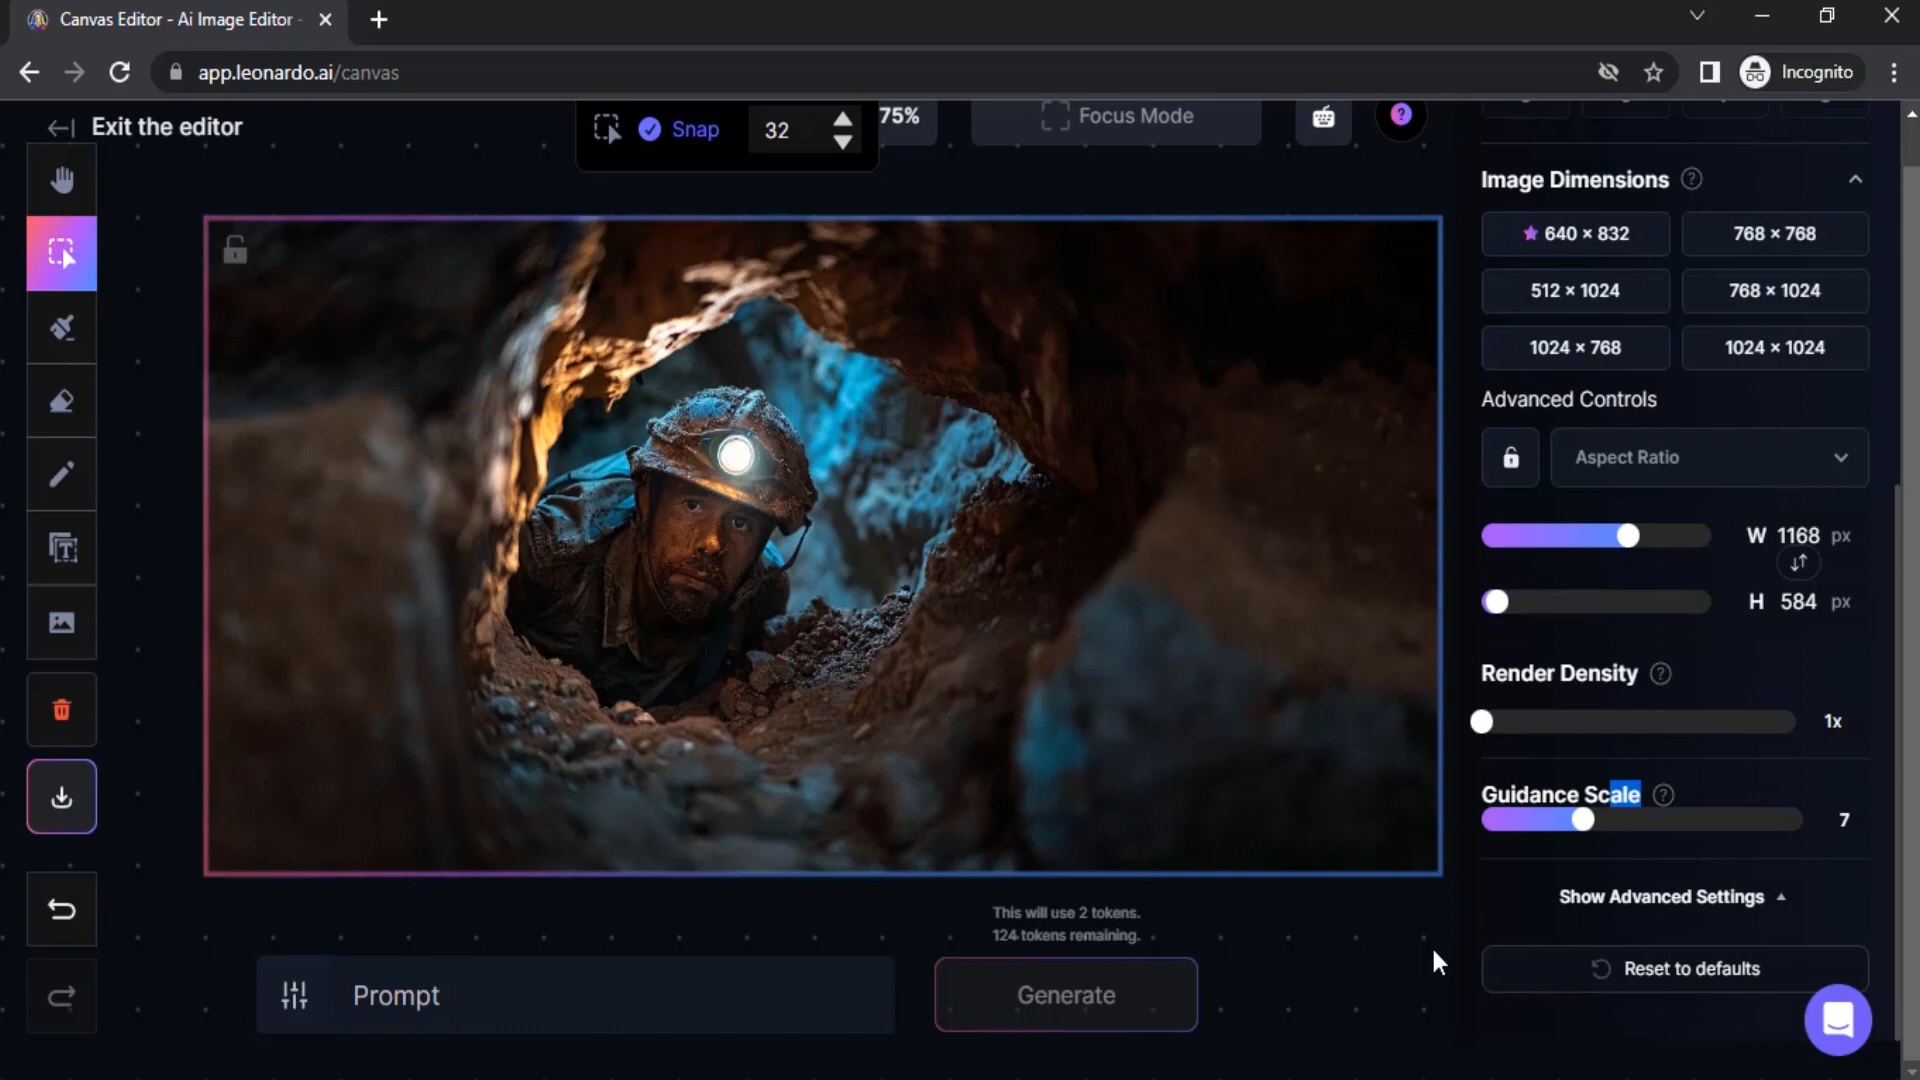 Canvas Editor - Ai Image Editor -
app.leonardo.ai/canvas
Incognito
Exit the editor
Snap
32
75%
Focus Mode
?
Image Dimensions ?
640 × 832
768 × 768
512 × 1024
768 × 1024
1024 × 768
1024 × 1024
Advanced Controls
Aspect Ratio
W 1168 px
H 584 px
Render Density ?
1x
Guidance Scale ?
7
Show Advanced Settings
Reset to defaults
This will use 2 tokens.
124 tokens remaining.
Prompt
Generate